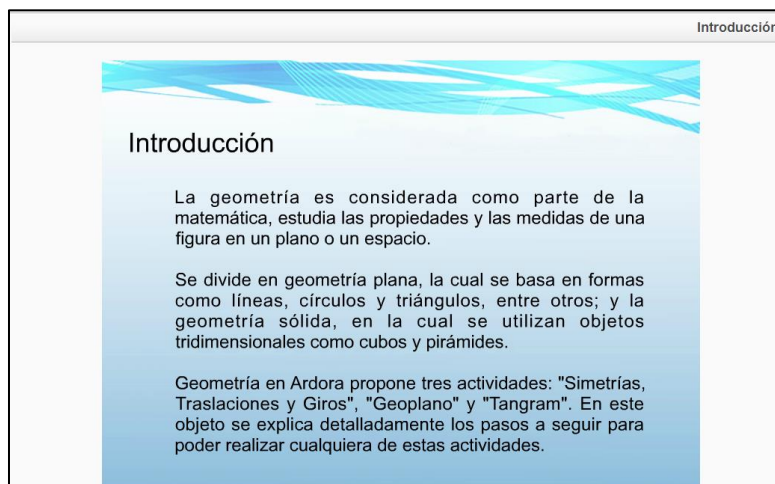 Introducción
Introducción
La geometría es considerada como parte de la
matemática, estudia las propiedades y las medidas de una
figura en un plano o un espacio.
Se divide en geometría plana, la cual se basa en formas
como líneas, círculos y triángulos, entre otros; y la
geometría sólida, en la cual se utilizan objetos
tridimensionales como cubos y pirámides.
Geometría en Ardora propone tres actividades: "Simetrías,
Traslaciones y Giros", "Geoplano" y "Tangram". En este
objeto se explica detalladamente los pasos a seguir para
poder realizar cualquiera de estas actividades.